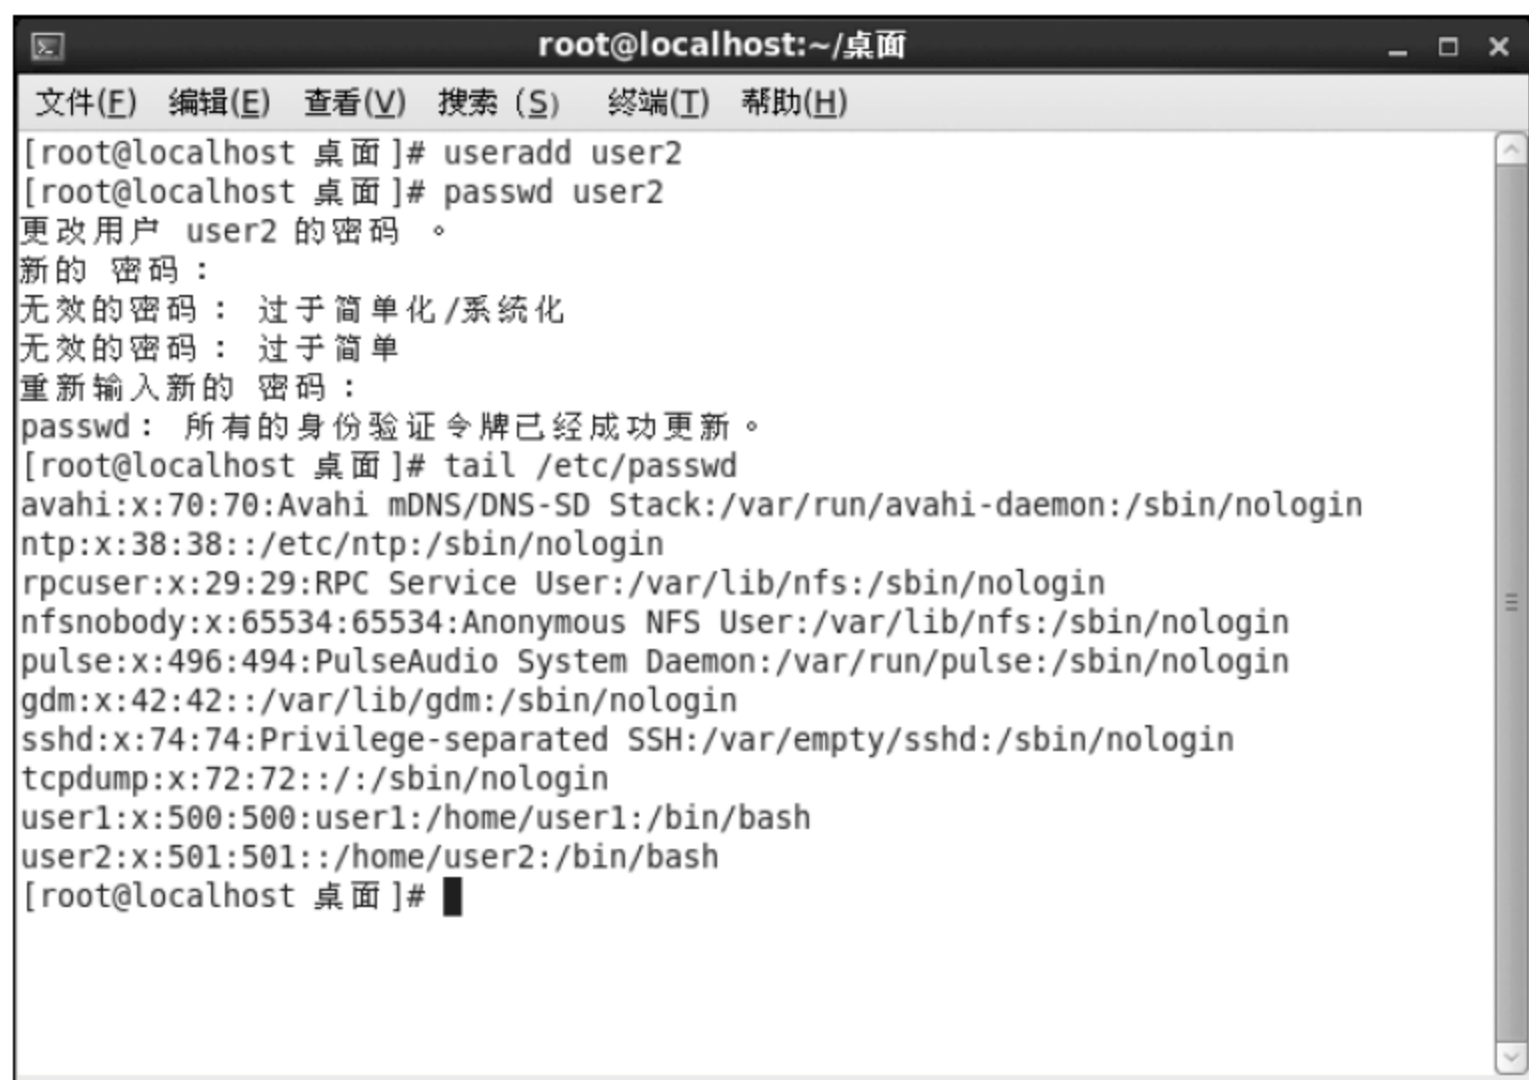 root@localhost:~/桌面
文件(F) 编辑(E) 查看(V) 搜索 (S) 终端(T) 帮助(H)
[root@localhost 桌面]# useradd user2
[root@localhost 桌面]# passwd user2
更改用户 user2 的密码 。
新的 密码：
无效的密码： 过于简单化/系统化
无效的密码： 过于简单
重新输入新的 密码：
passwd： 所有的身份验证令牌已经成功更新。
[root@localhost 桌面]# tail /etc/passwd
avahi:x:70:70:Avahi mDNS/DNS-SD Stack:/var/run/avahi-daemon:/sbin/nologin
ntp:x:38:38::/etc/ntp:/sbin/nologin
rpcuser:x:29:29:RPC Service User:/var/lib/nfs:/sbin/nologin
nfsnobody:x:65534:65534:Anonymous NFS User:/var/lib/nfs:/sbin/nologin
pulse:x:496:494:PulseAudio System Daemon:/var/run/pulse:/sbin/nologin
gdm:x:42:42::/var/lib/gdm:/sbin/nologin
sshd:x:74:74:Privilege-separated SSH:/var/empty/sshd:/sbin/nologin
tcpdump:x:72:72::/:/sbin/nologin
user1:x:500:500:user1:/home/user1:/bin/bash
user2:x:501:501::/home/user2:/bin/bash
[root@localhost 桌面]#